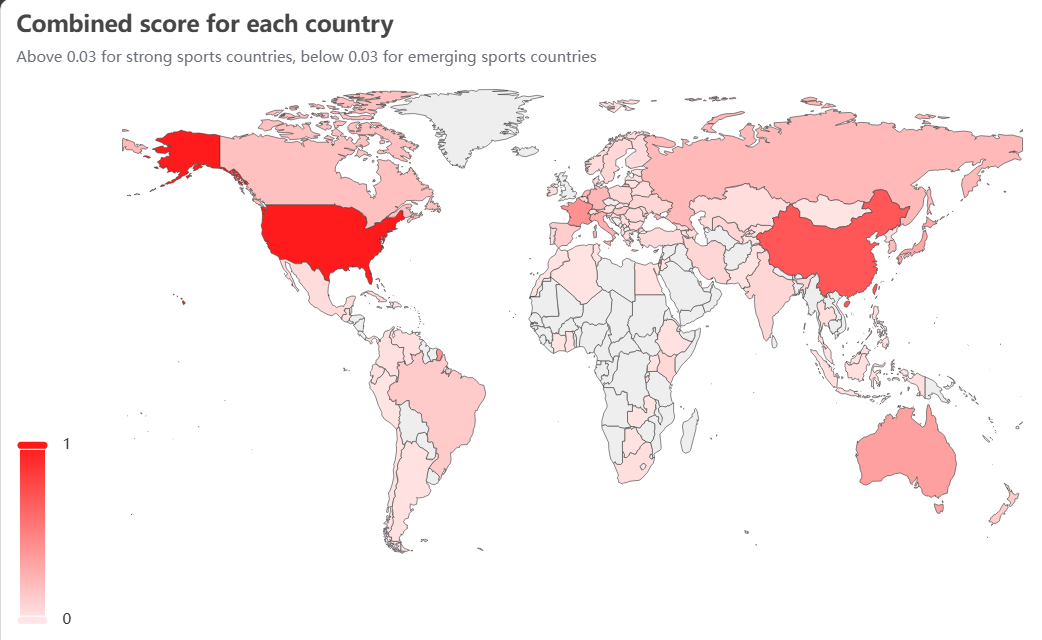 Combined score for each country
Above 0.03 for strong sports countries, below 0.03 for emerging sports countries
1
0